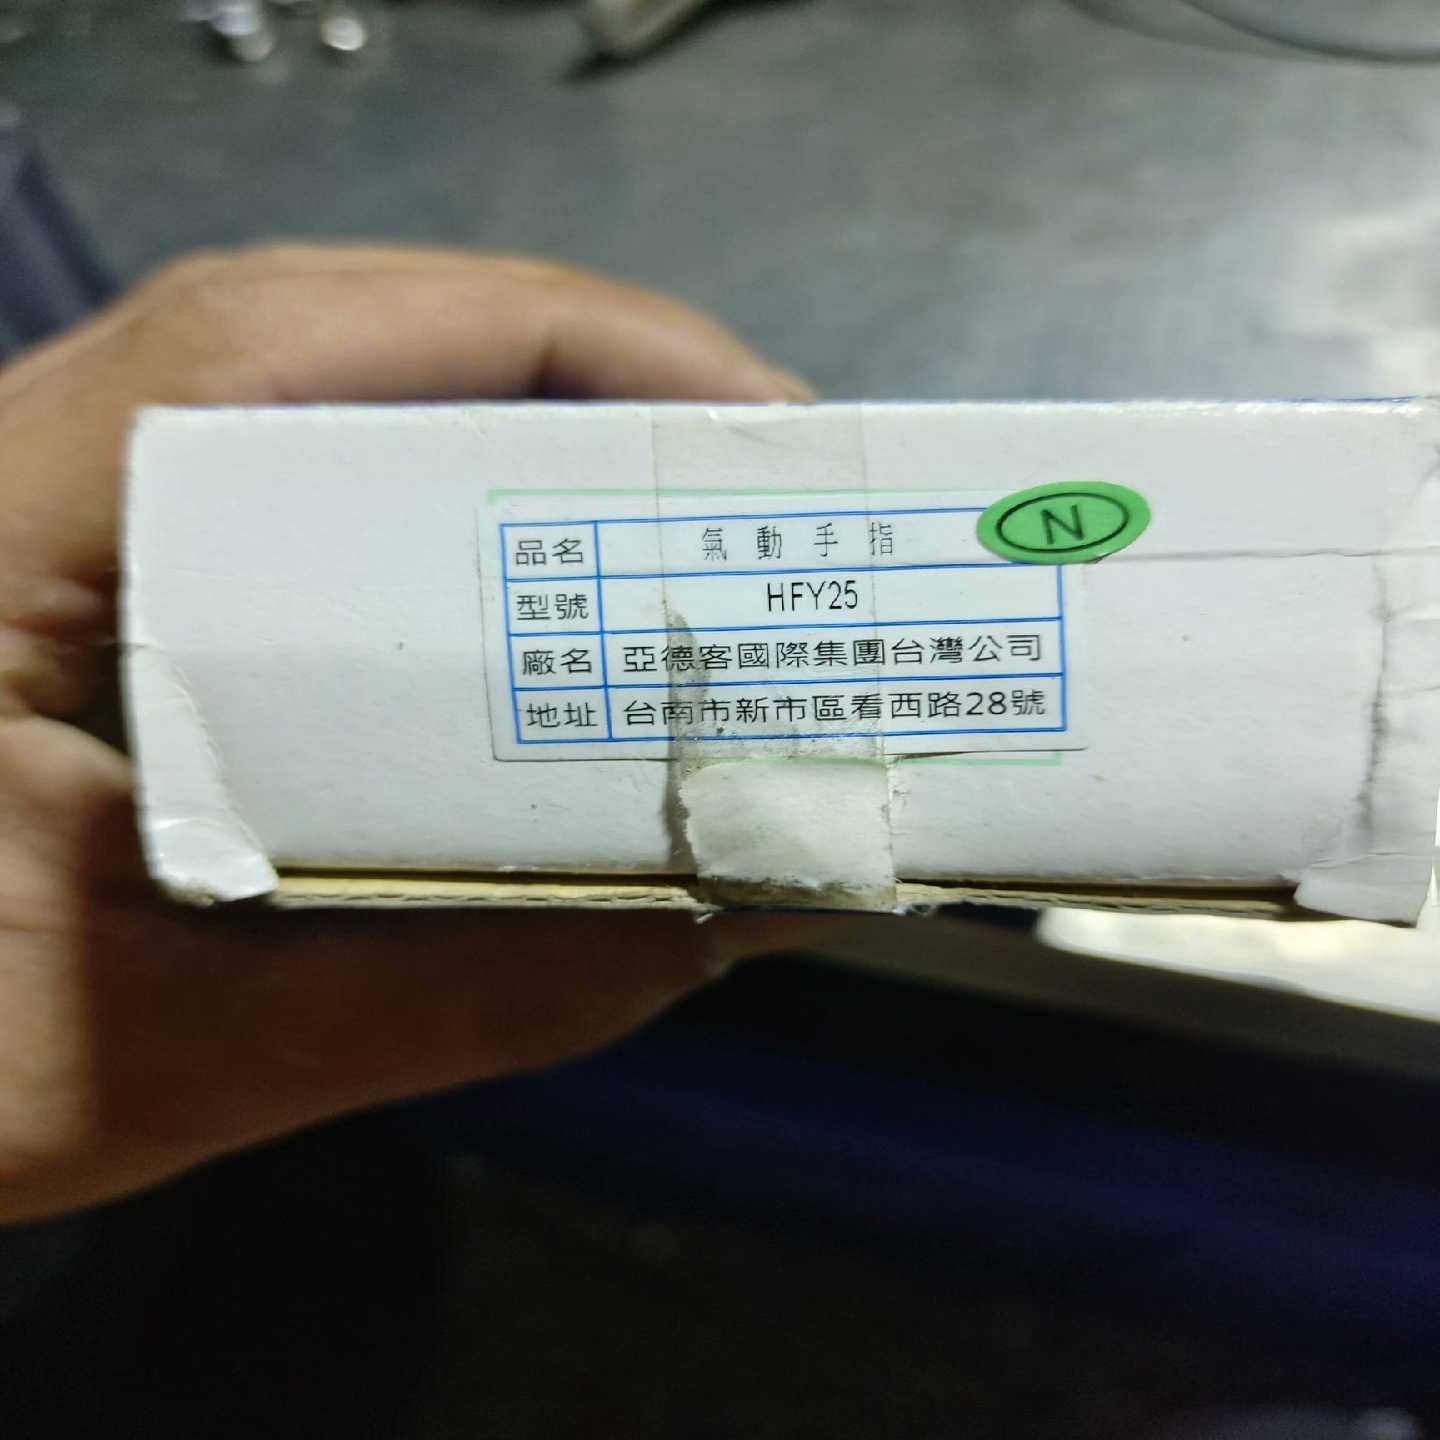 品名 氣動手指
N
型號 HFY25
廠名 亞德客國際集團台灣公司
地址 台南市新市區看西路28號